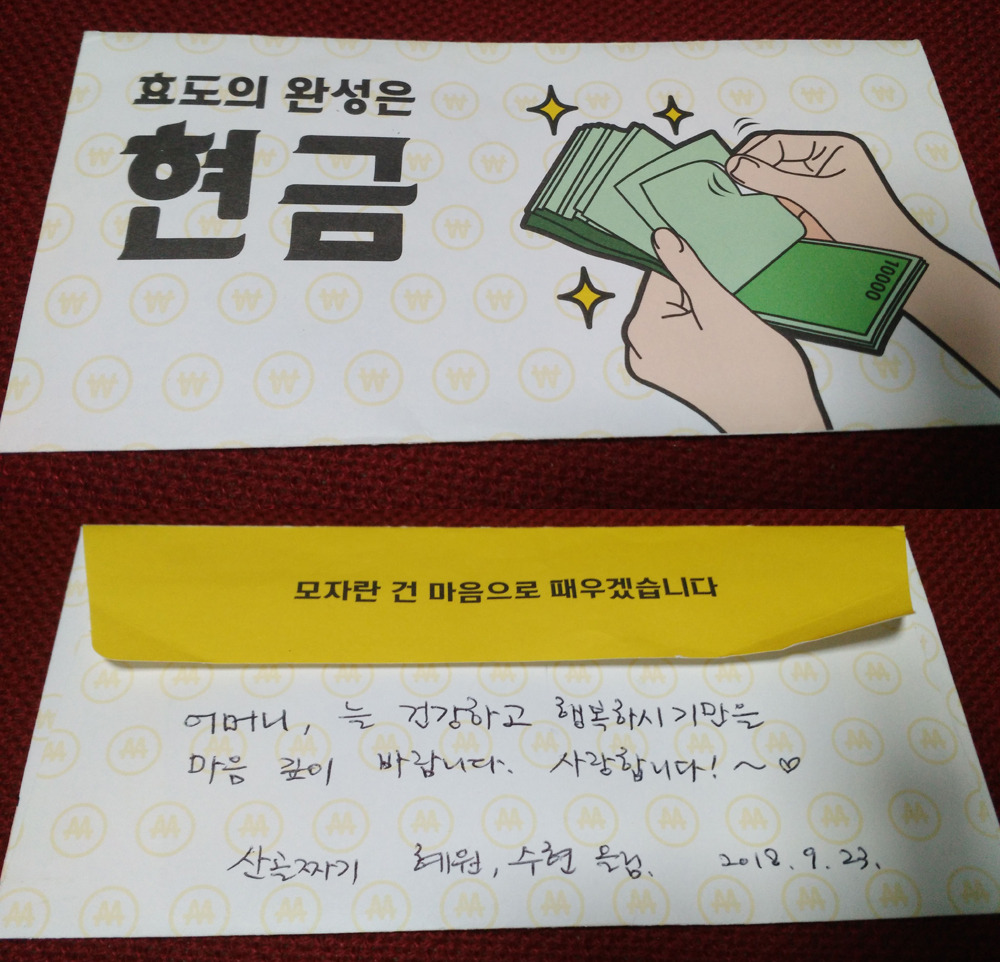 효도의 완성은
현금
10000
모자란 건 마음으로 때우겠습니다
어머니, 늘 건강하고 행복하시기만을
마음 깊이 바랍니다. 사랑합니다! ~ ♡
산골짜기 혜원, 수현 올림. 2018. 9. 23.